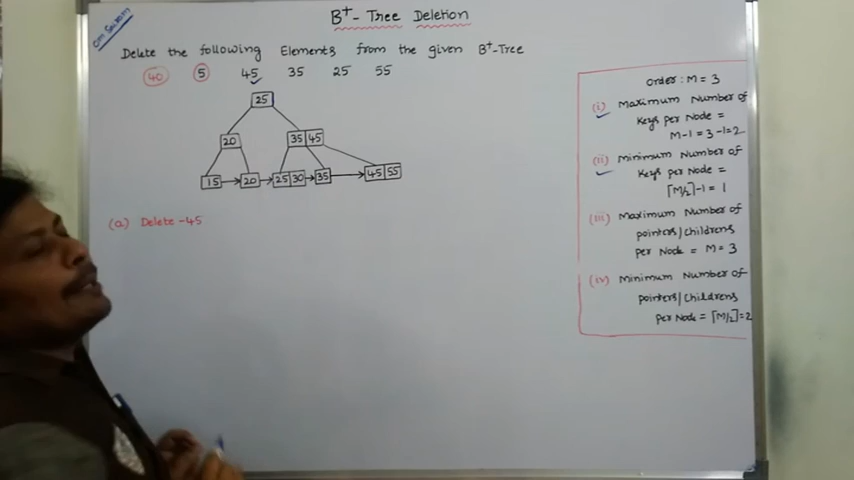 Om Sairam
B+- Tree Deletion
Delete the following Elements from the given B+-Tree
40 5 45 35 25 55
25
20 35 45
15 20 25 30 35 45 55
(a) Delete -45
Order: M = 3
(i) Maximum Number of
Keys per Node =
M-1 = 3-1=2
(ii) Minimum Number of
Keys per Node =
⌈M/2⌉-1 = 1
(iii) Maximum Number of
pointers/childrens
per Node = M = 3
(iv) Minimum Number of
pointers/childrens
per Node = ⌈M/2⌉=2